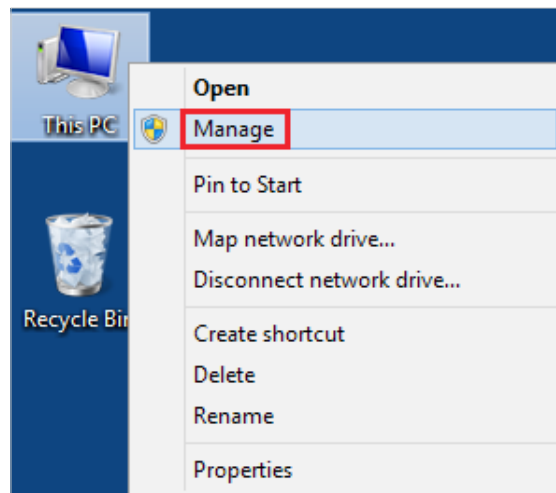 This PC
Open
Manage
Pin to Start
Map network drive...
Disconnect network drive...
Recycle Bin
Create shortcut
Delete
Rename
Properties